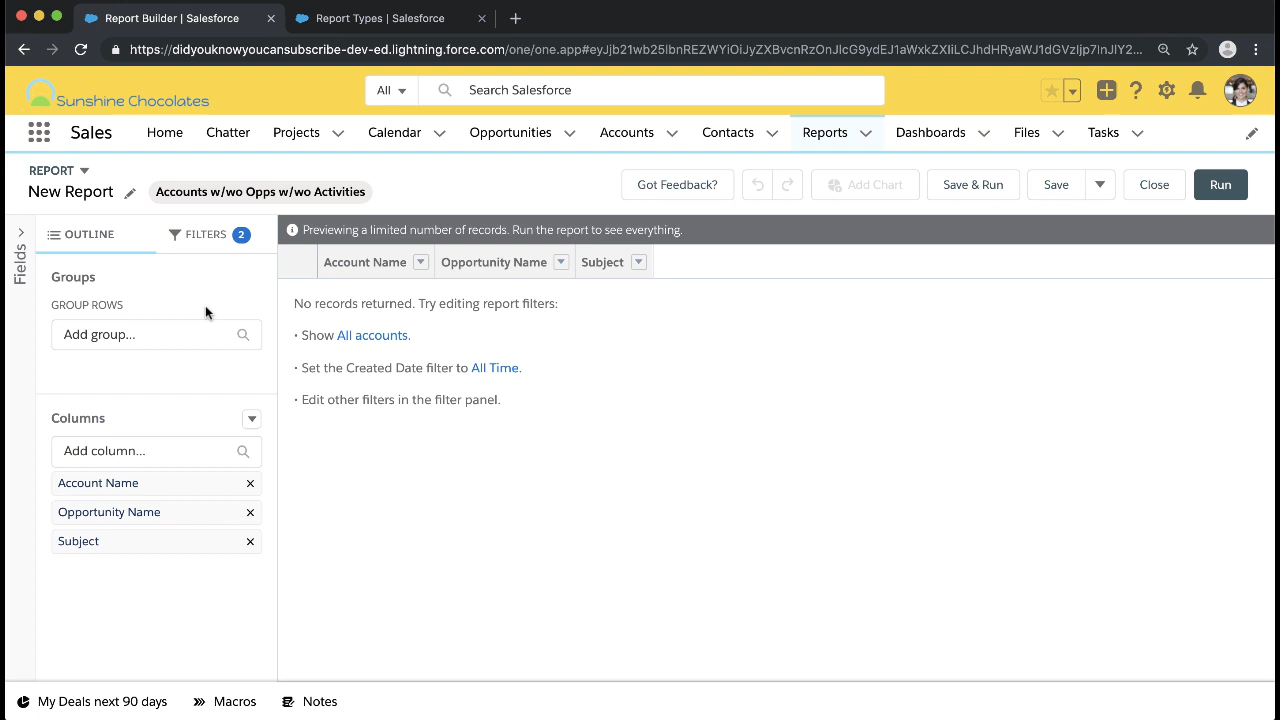 Report Builder | Salesforce
Report Types | Salesforce
https://didyouknowyoucansubscribe-dev-ed.lightning.force.com/one/one.app#
Sunshine Chocolates
All
Search Salesforce
Sales
Home
Chatter
Projects
Calendar
Opportunities
Accounts
Contacts
Reports
Dashboards
Files
Tasks
REPORT
New Report
Accounts w/wo Opps w/wo Activities
Got Feedback?
Add Chart
Save & Run
Save
Close
Run
Fields
OUTLINE
FILTERS 2
Groups
GROUP ROWS
Add group...
Columns
Add column...
Account Name
Opportunity Name
Subject
Previewing a limited number of records. Run the report to see everything.
Account Name
Opportunity Name
Subject
No records returned. Try editing report filters:
• Show All accounts.
• Set the Created Date filter to All Time.
• Edit other filters in the filter panel.
My Deals next 90 days
Macros
Notes